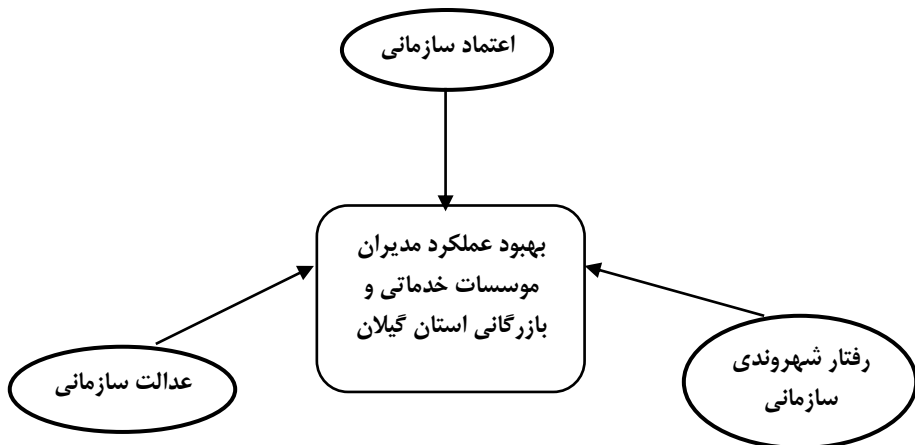 اعتماد سازمانی
بهبود عملکرد مدیران
موسسات خدماتی و
بازرگانی استان گیلان
رفتار شهروندی
سازمانی
عدالت سازمانی